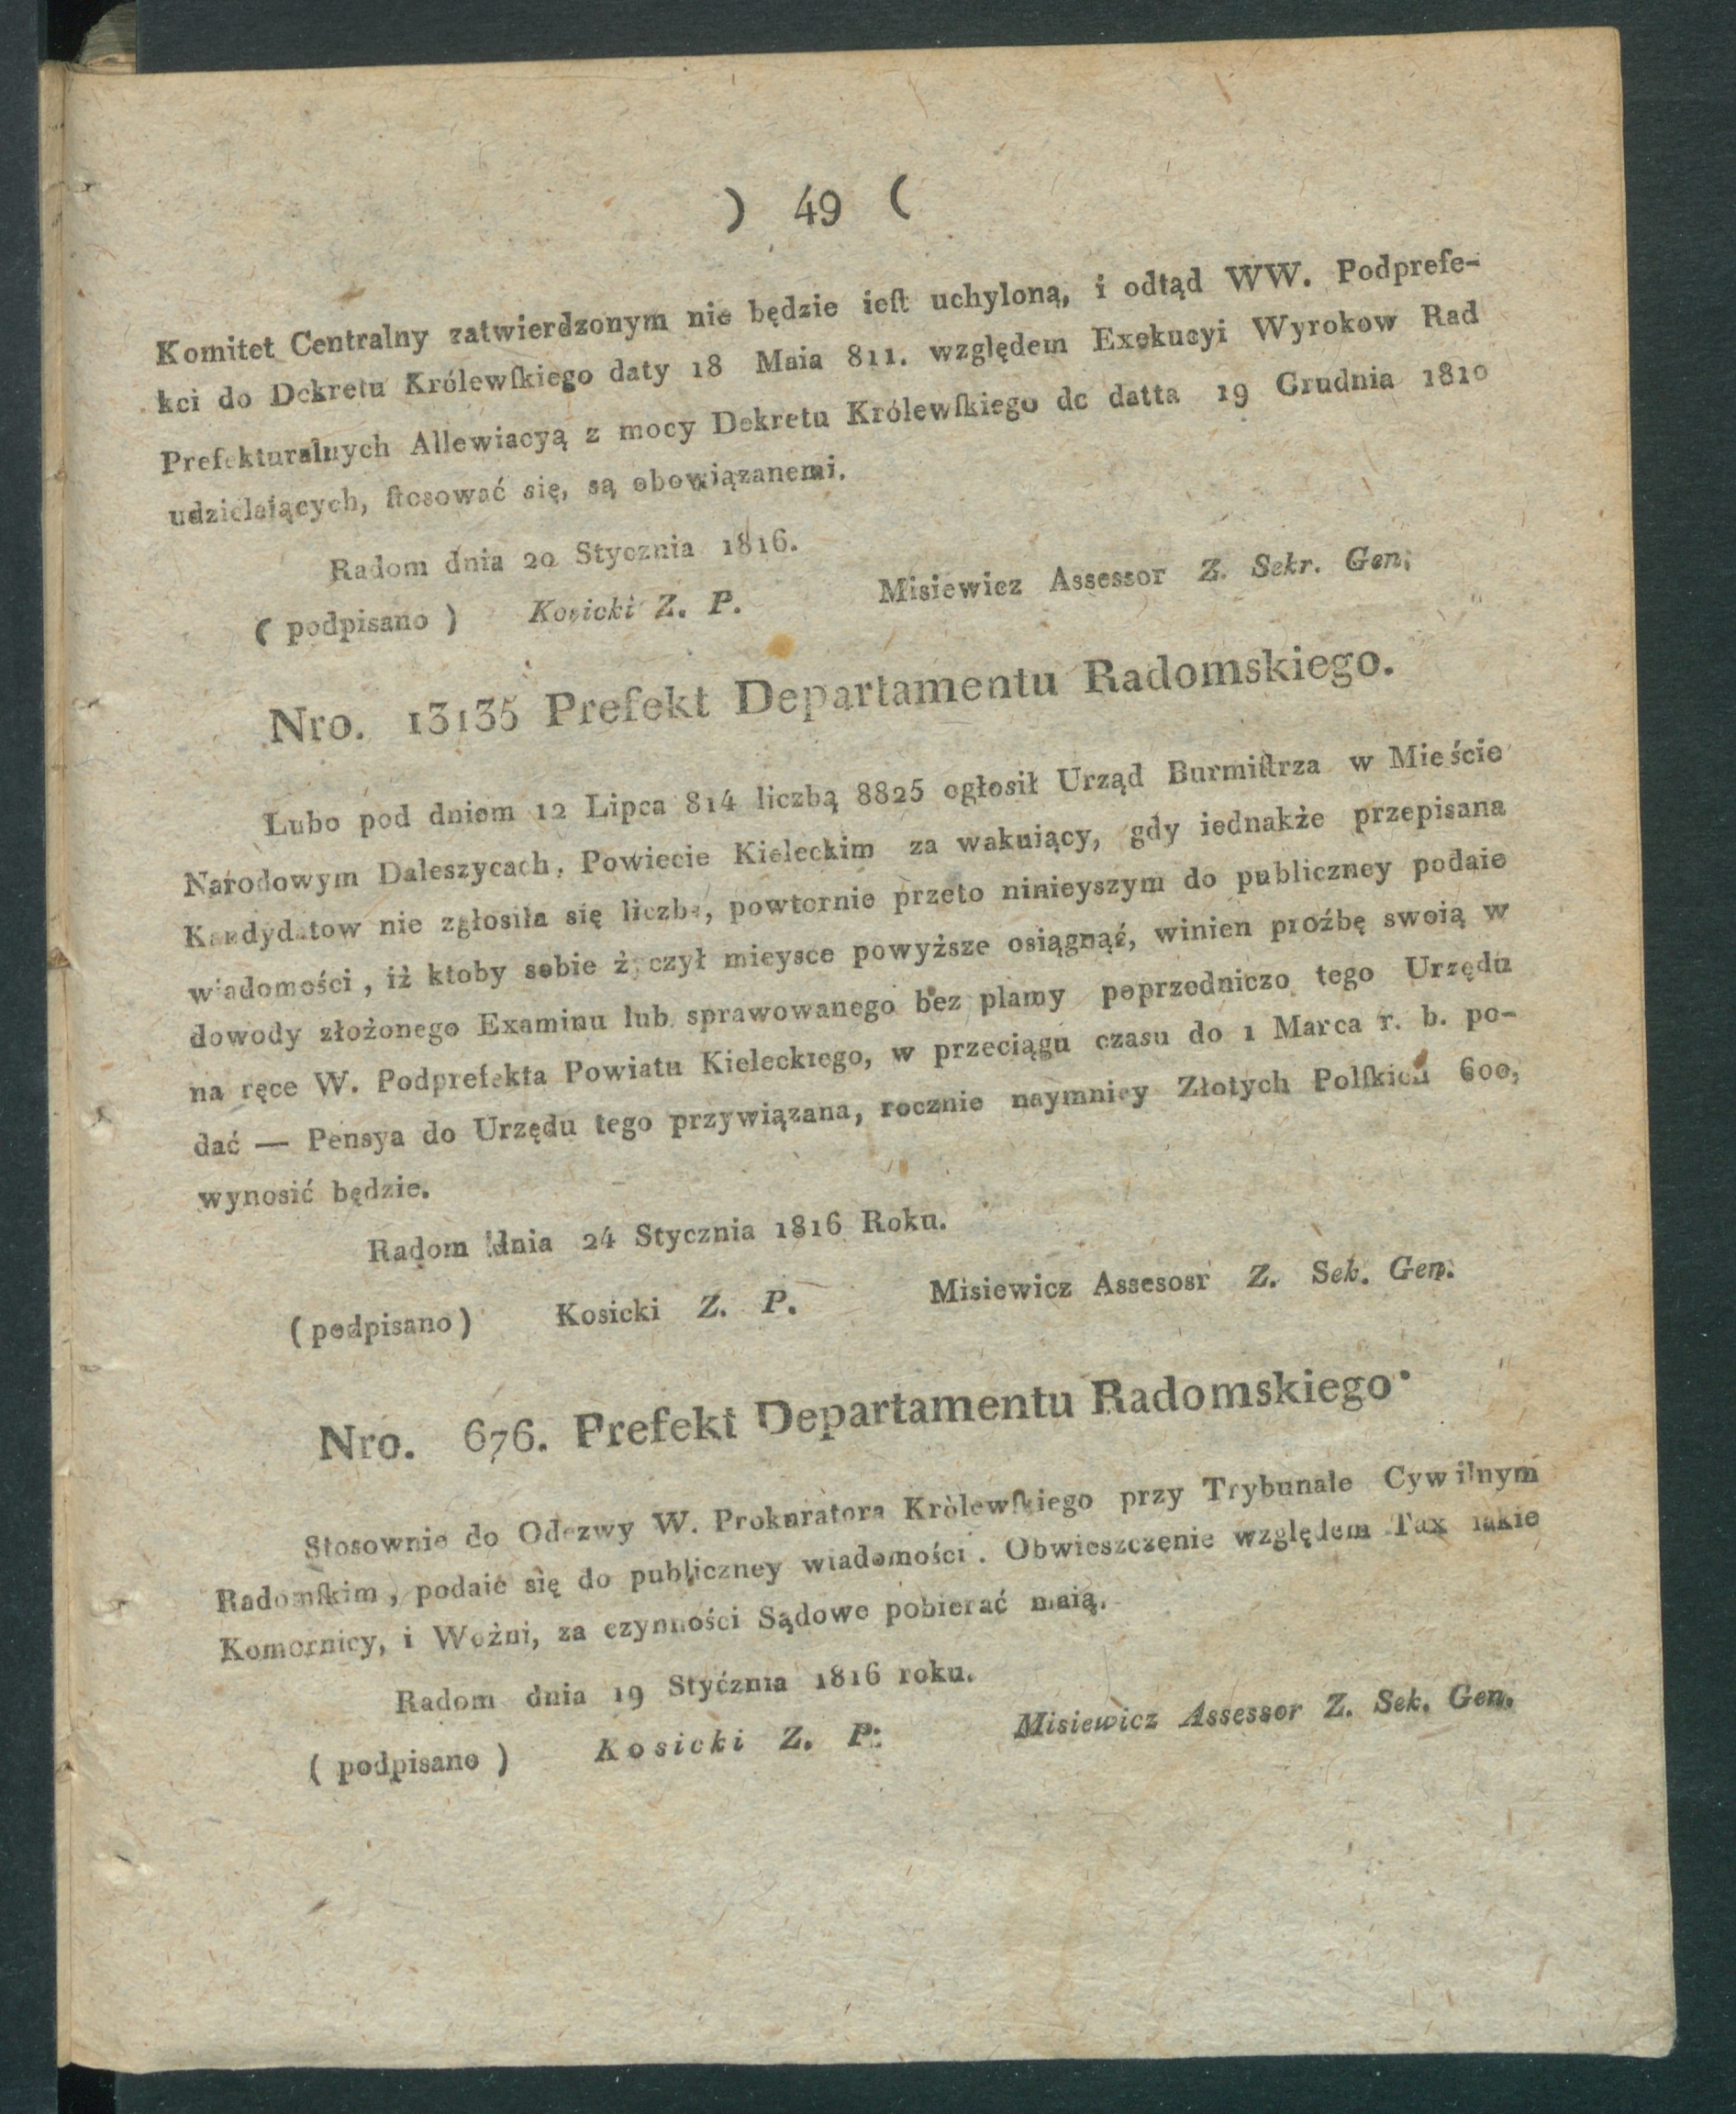 ) 49 (
Komitet Centralny zatwierdzonym nie będzie ieſt uchyloną, i odtąd WW. Podprefe-
kci do Dekretu Królewſkiego daty 18 Maia 811. względem Exekucyi Wyrokow Rad
Prefekturalnych Allewiacyą z mocy Dekretu Królewſkiego de datta 19 Grudnia 1810
udzielaiących, ſtosować się, są obowiązanemi.
Radom dnia 20 Stycznia 1816.
( podpisano ) Kosicki Z. P. Misiewicz Assessor Z. Sekr. Gen.
Nro. 13135 Prefekt Departamentu Radomskiego.
Lubo pod dniem 12 Lipca 814 liczbą 8825 ogłosił Urząd Burmiſtrza w Mieście
Narodowym Daleszycach, Powiecie Kieleckim za wakuiący, gdy iednakże przepisana
Kandydatow nie zgłosiła się liczba, powtornie przeto ninieyszym do publiczney podaie
wiadomości, iż ktoby sobie życzył mieysce powyższe osiągnąć, winien proźbę swoią w
dowody złożonego Examinu lub sprawowanego bez plamy poprzedniczo tego Urzędu
na ręce W. Podprefekta Powiatu Kieleckiego, w przeciągu czasu do 1 Marca r. b. po-
dać — Pensya do Urzędu tego przywiązana, rocznie naymniey Złotych Polſkich 600,
wynosić będzie.
Radom dnia 24 Stycznia 1816 Roku.
(podpisano) Kosicki Z. P. Misiewicz Assesosr Z. Sek. Gen.
Nro. 676. Prefekt Departamentu Radomskiego.
Stosownie do Odezwy W. Prokuratora Kròlewſkiego przy Trybunale Cywilnym
Radomſkim, podaie się do publiczney wiadomości. Obwieszczęnie względem Tax iakie
Komornicy, i Woźni, za czynności Sądowe pobierać maią.
Radom dnia 19 Styćznia 1816 roku.
( podpisano ) Kosicki Z. P. Misiewicz Assessor Z. Sek. Gen.